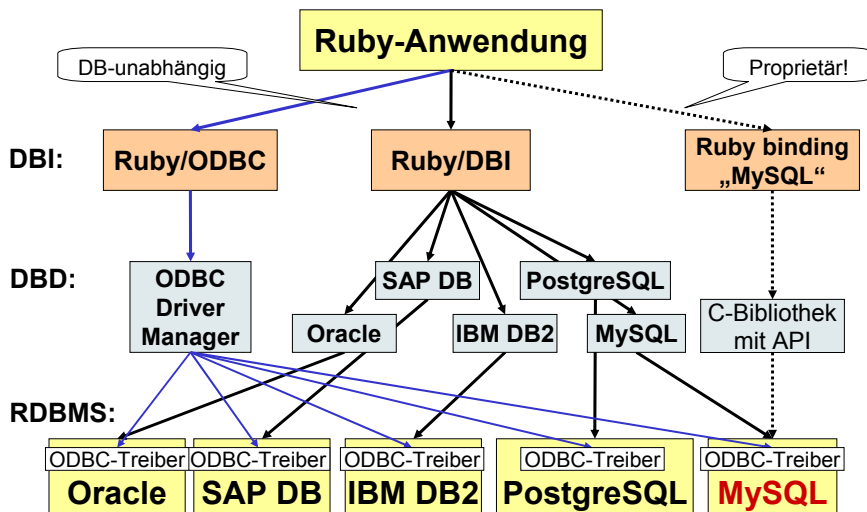 Ruby-Anwendung
DB-unabhängig
Proprietär!
DBI:
Ruby/ODBC
Ruby/DBI
Ruby binding
„MySQL“
DBD:
ODBC
Driver
Manager
SAP DB
PostgreSQL
Oracle
IBM DB2
MySQL
C-Bibliothek
mit API
RDBMS:
ODBC-Treiber
ODBC-Treiber
ODBC-Treiber
ODBC-Treiber
ODBC-Treiber
Oracle
SAP DB
IBM DB2
PostgreSQL
MySQL